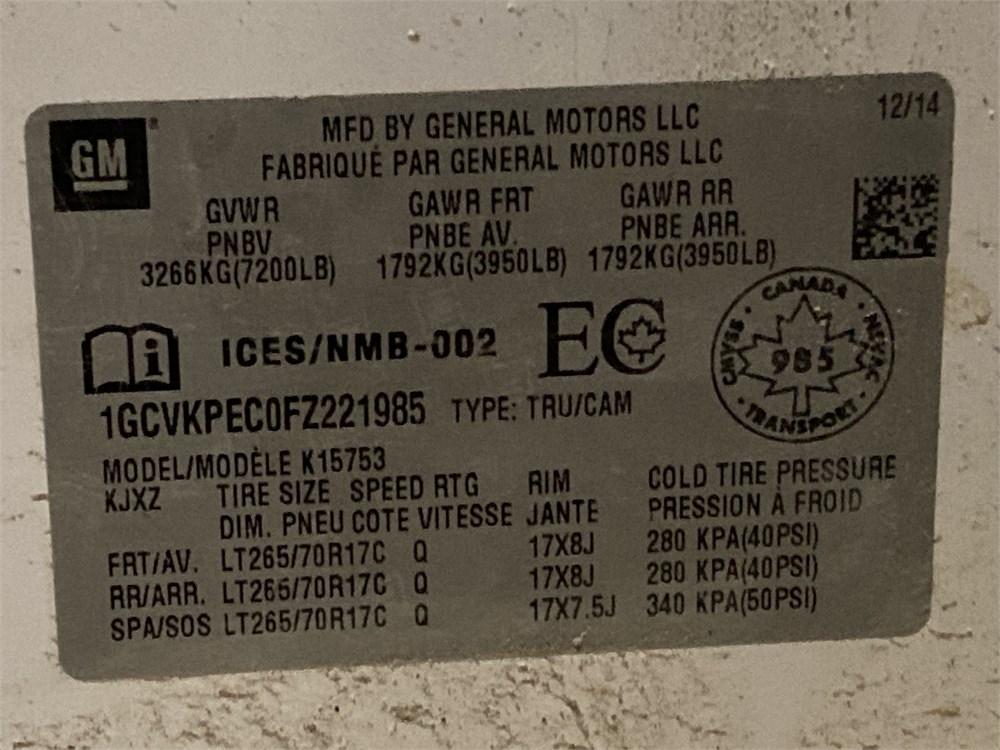 GM
12/14
MFD BY GENERAL MOTORS LLC
FABRIQUÉ PAR GENERAL MOTORS LLC
GVWR GAWR FRT GAWR RR
PNBV PNBE AV. PNBE ARR.
3266KG(7200LB) 1792KG(3950LB) 1792KG(3950LB)
i ICES/NMB-002 EC
CANADA
CMVSS 985 NSVAC
TRANSPORT
1GCVKPEC0FZ221985 TYPE: TRU/CAM
MODEL/MODÈLE K15753
KJXZ TIRE SIZE SPEED RTG RIM COLD TIRE PRESSURE
DIM. PNEU COTE VITESSE JANTE PRESSION À FROID
FRT/AV. LT265/70R17C Q 17X8J 280 KPA(40PSI)
RR/ARR. LT265/70R17C Q 17X8J 280 KPA(40PSI)
SPA/SOS LT265/70R17C Q 17X7.5J 340 KPA(50PSI)